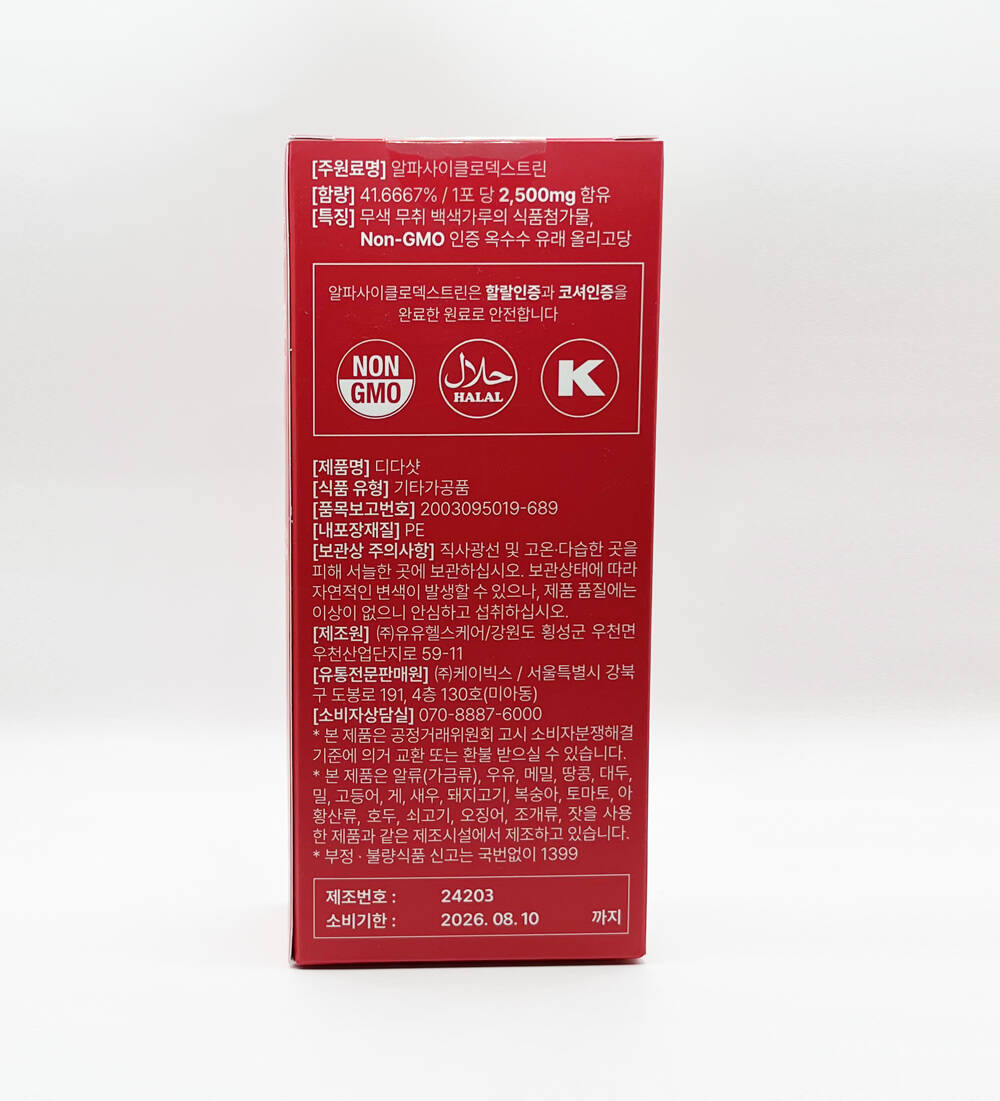 [주원료명] 알파사이클로덱스트린
[함량] 41.6667% / 1포 당 2,500mg 함유
[특징] 무색 무취 백색가루의 식품첨가물,
Non-GMO 인증 옥수수 유래 올리고당
알파사이클로덱스트린은 할랄인증과 코셔인증을
완료한 원료로 안전합니다
NON
GMO
حلال
HALAL
K
[제품명] 디다샷
[식품 유형] 기타가공품
[품목보고번호] 2003095019-689
[내포장재질] PE
[보관상 주의사항] 직사광선 및 고온·다습한 곳을
피해 서늘한 곳에 보관하십시오. 보관상태에 따라
자연적인 변색이 발생할 수 있으나, 제품 품질에는
이상이 없으니 안심하고 섭취하십시오.
[제조원] ㈜유유헬스케어/강원도 횡성군 우천면
우천산업단지로 59-11
[유통전문판매원] ㈜케이빅스 / 서울특별시 강북
구 도봉로 191, 4층 130호(미아동)
[소비자상담실] 070-8887-6000
* 본 제품은 공정거래위원회 고시 소비자분쟁해결
기준에 의거 교환 또는 환불 받으실 수 있습니다.
* 본 제품은 알류(가금류), 우유, 메밀, 땅콩, 대두,
밀, 고등어, 게, 새우, 돼지고기, 복숭아, 토마토, 아
황산류, 호두, 쇠고기, 오징어, 조개류, 잣을 사용
한 제품과 같은 제조시설에서 제조하고 있습니다.
* 부정 · 불량식품 신고는 국번없이 1399
제조번호 : 24203
소비기한 : 2026. 08. 10 까지